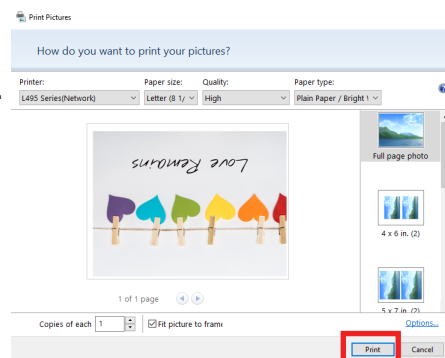 Print Pictures
How do you want to print your pictures?
Printer:
Paper size:
Quality:
Paper type:
L495 Series(Network)
Letter (8 1/
High
Plain Paper / Bright
Love Remains
Full page photo
4 x 6 in. (2)
5 x 7 in. (2)
1 of 1 page
Copies of each
1
Fit picture to frame
Options...
Print
Cancel